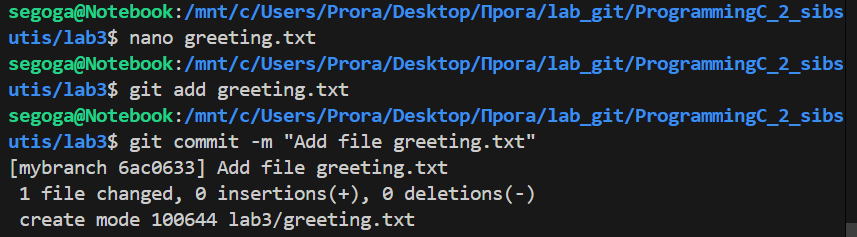 segoga@Notebook:/mnt/c/Users/Prora/Desktop/Прога/lab_git/ProgrammingC_2_sibs
utis/lab3$ nano greeting.txt
segoga@Notebook:/mnt/c/Users/Prora/Desktop/Прога/lab_git/ProgrammingC_2_sibs
utis/lab3$ git add greeting.txt
segoga@Notebook:/mnt/c/Users/Prora/Desktop/Прога/lab_git/ProgrammingC_2_sibs
utis/lab3$ git commit -m "Add file greeting.txt"
[mybranch 6ac0633] Add file greeting.txt
 1 file changed, 0 insertions(+), 0 deletions(-)
 create mode 100644 lab3/greeting.txt